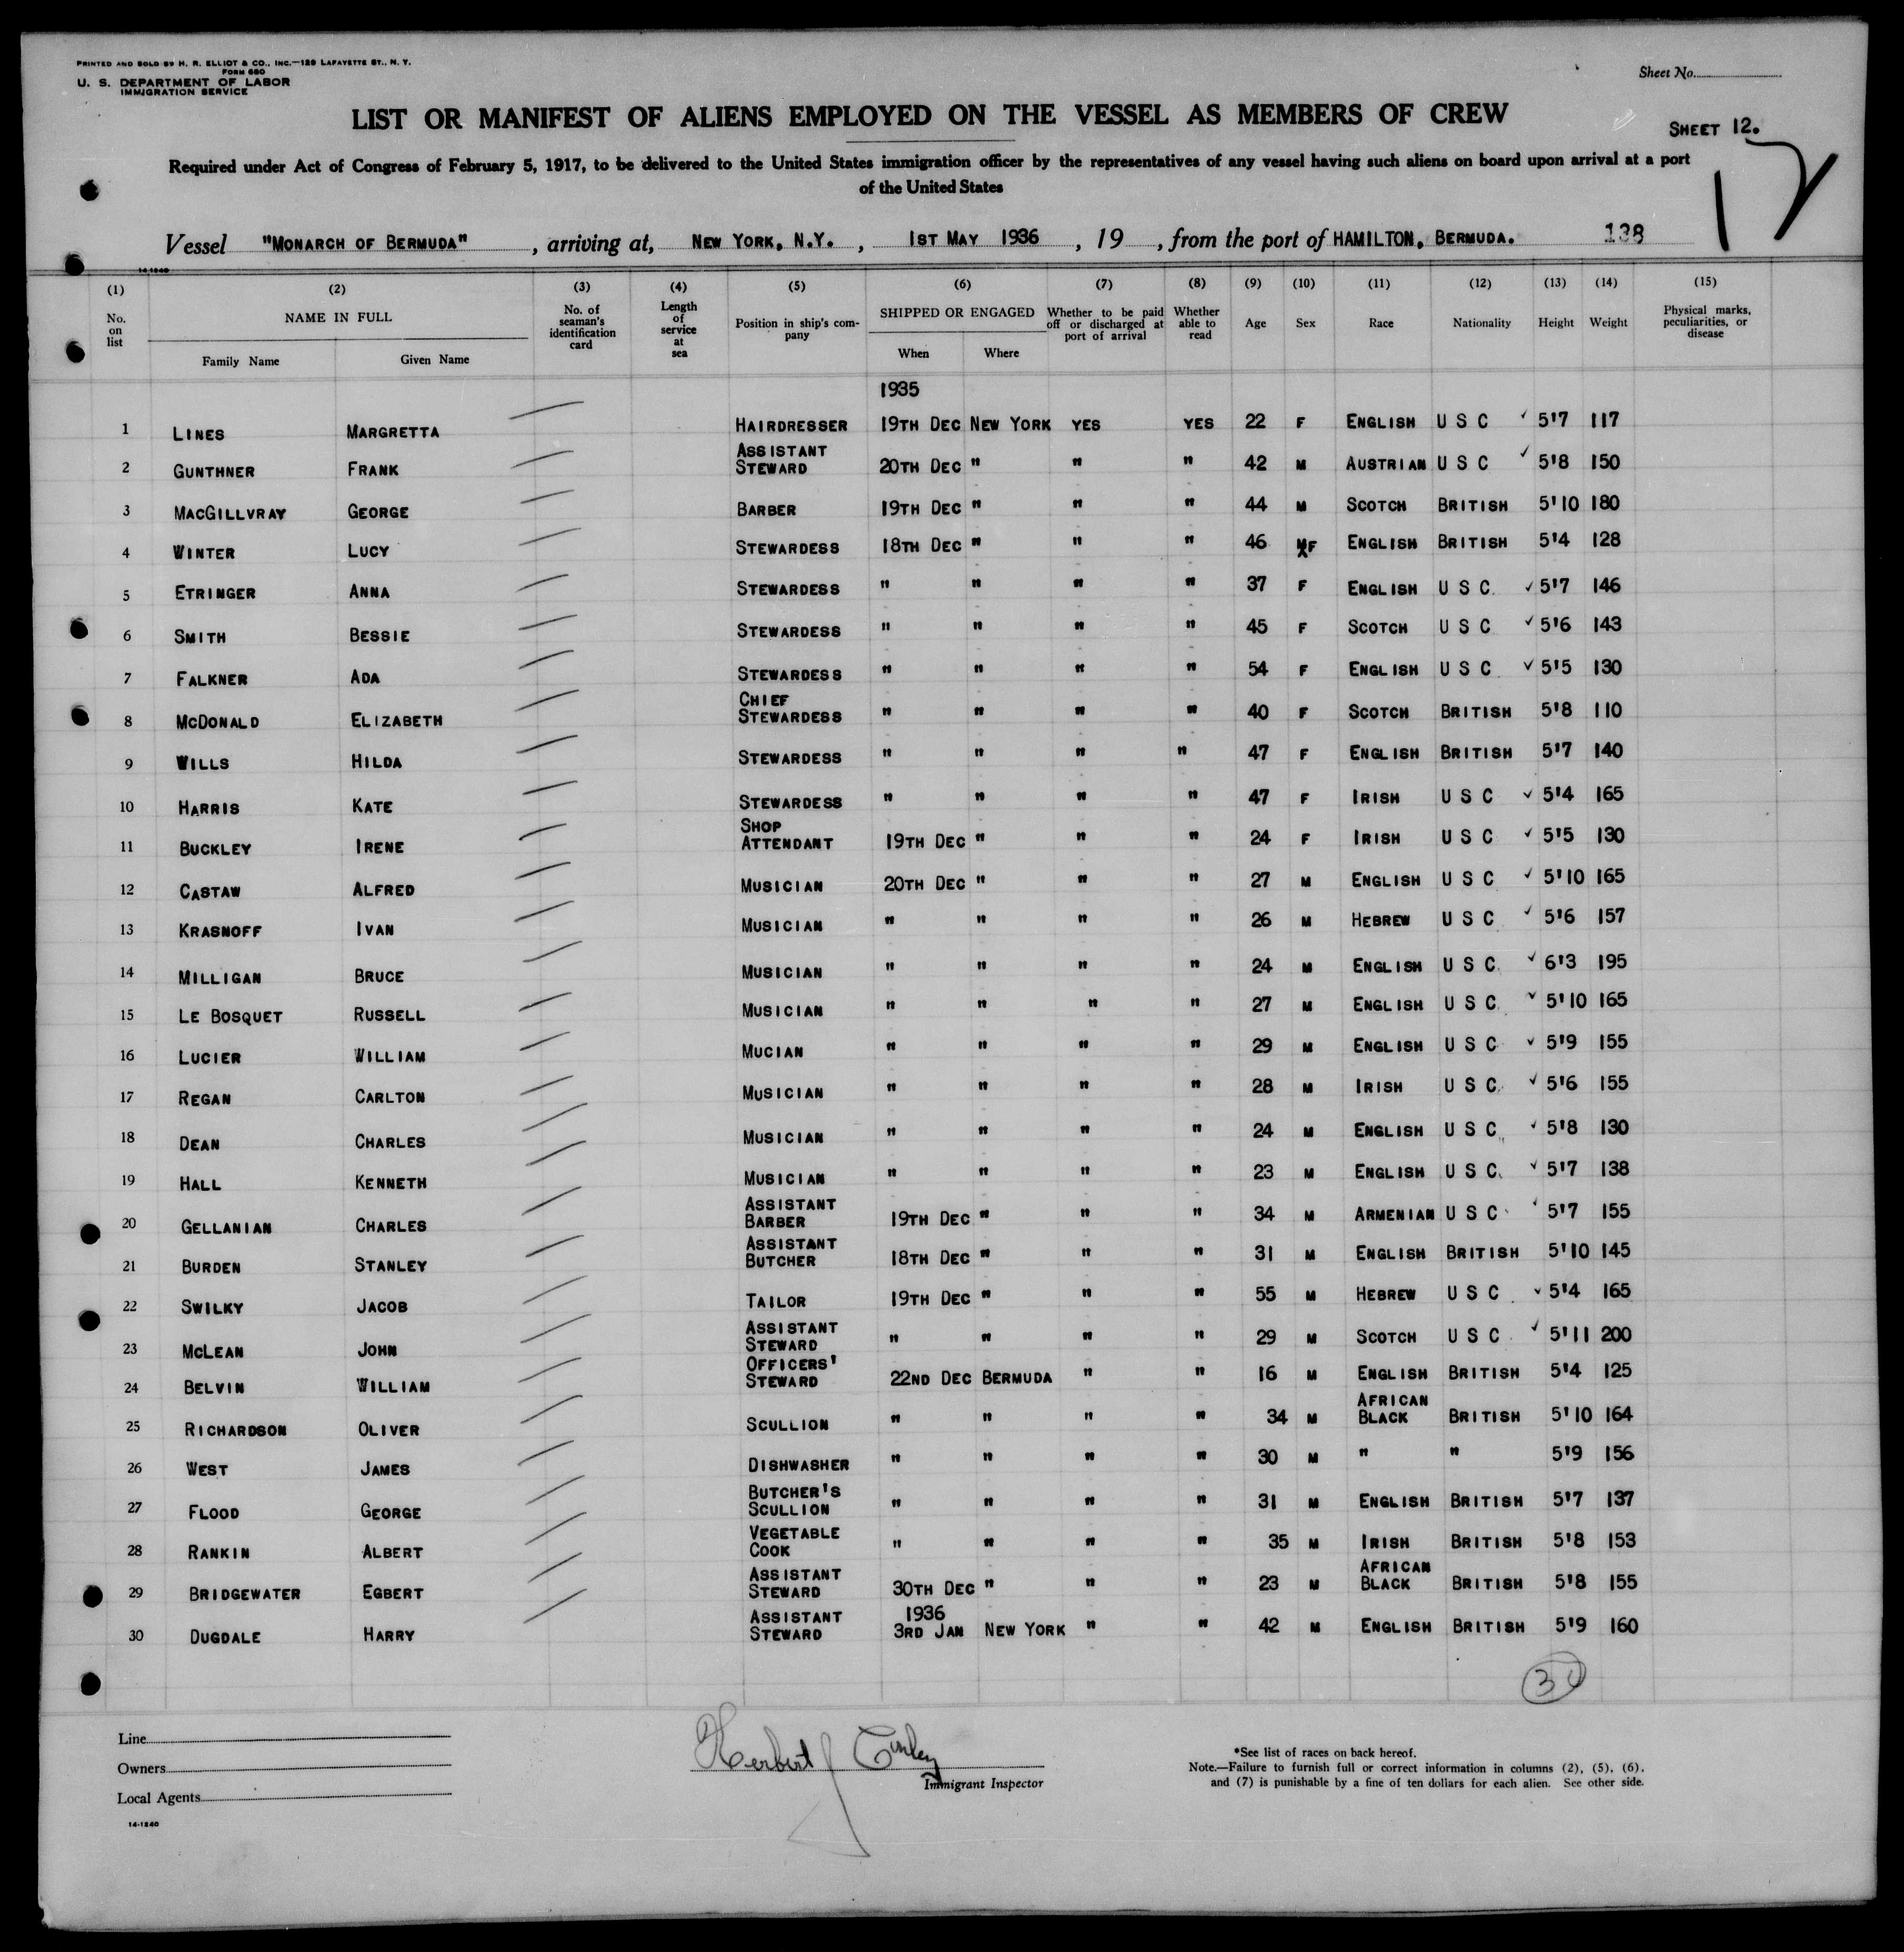 PRINTED AND SOLD BY H. R. ELLIOT & CO., INC.—129 LAFAYETTE ST., N. Y.
FORM 680
U. S. DEPARTMENT OF LABOR
IMMIGRATION SERVICE
Sheet No.
LIST OR MANIFEST OF ALIENS EMPLOYED ON THE VESSEL AS MEMBERS OF CREW
SHEET 12.
12
Required under Act of Congress of February 5, 1917, to be delivered to the United States immigration officer by the representatives of any vessel having such aliens on board upon arrival at a port
of the United States
Vessel "MONARCH OF BERMUDA", arriving at, NEW YORK, N.Y., 1ST MAY 1936, 19, from the port of HAMILTON, BERMUDA. 138
14-1240
(1) (2) (3) (4) (5) (6) (7) (8) (9) (10) (11) (12) (13) (14) (15)
No. on list NAME IN FULL Family Name Given Name No. of seaman's identification card Length of service at sea Position in ship's company SHIPPED OR ENGAGED When Where Whether to be paid off or discharged at port of arrival Whether able to read Age Sex Race Nationality Height Weight Physical marks, peculiarities, or disease
1935
1 LINES MARGRETTA HAIRDRESSER 19TH DEC NEW YORK YES YES 22 F ENGLISH U S C ✓ 5'7 117
2 GUNTHNER FRANK ASSISTANT STEWARD 20TH DEC " " " 42 M AUSTRIAN U S C ✓ 5'8 150
3 MACGILLVRAY GEORGE BARBER 19TH DEC " " " 44 M SCOTCH BRITISH 5'10 180
4 WINTER LUCY STEWARDESS 18TH DEC " " " 46 MF ENGLISH BRITISH 5'4 128
5 ETRINGER ANNA STEWARDESS " " " " 37 F ENGLISH U S C ✓ 5'7 146
6 SMITH BESSIE STEWARDESS " " " " 45 F SCOTCH U S C ✓ 5'6 143
7 FALKNER ADA STEWARDESS " " " " 54 F ENGLISH U S C ✓ 5'5 130
8 MCDONALD ELIZABETH CHIEF STEWARDESS " " " " 40 F SCOTCH BRITISH 5'8 110
9 WILLS HILDA STEWARDESS " " " " 47 F ENGLISH BRITISH 5'7 140
10 HARRIS KATE STEWARDESS " " " " 47 F IRISH U S C ✓ 5'4 165
11 BUCKLEY IRENE SHOP ATTENDANT 19TH DEC " " " 24 F IRISH U S C ✓ 5'5 130
12 CASTAW ALFRED MUSICIAN 20TH DEC " " " 27 M ENGLISH U S C ✓ 5'10 165
13 KRASNOFF IVAN MUSICIAN " " " " 26 M HEBREW U S C ✓ 5'6 157
14 MILLIGAN BRUCE MUSICIAN " " " " 24 M ENGLISH U S C ✓ 6'3 195
15 LE BOSQUET RUSSELL MUSICIAN " " " " 27 M ENGLISH U S C ✓ 5'10 165
16 LUCIER WILLIAM MUCIAN " " " " 29 M ENGLISH U S C ✓ 5'9 155
17 REGAN CARLTON MUSICIAN " " " " 28 M IRISH U S C ✓ 5'6 155
18 DEAN CHARLES MUSICIAN " " " " 24 M ENGLISH U S C ✓ 5'8 130
19 HALL KENNETH MUSICIAN " " " " 23 M ENGLISH U S C ✓ 5'7 138
20 GELLANIAN CHARLES ASSISTANT BARBER 19TH DEC " " " 34 M ARMENIAN U S C ✓ 5'7 155
21 BURDEN STANLEY ASSISTANT BUTCHER 18TH DEC " " " 31 M ENGLISH BRITISH 5'10 145
22 SWILKY JACOB TAILOR 19TH DEC " " " 55 M HEBREW U S C ✓ 5'4 165
23 MCLEAN JOHN ASSISTANT STEWARD " " " " 29 M SCOTCH U S C ✓ 5'11 200
24 BELVIN WILLIAM OFFICERS' STEWARD 22ND DEC BERMUDA " " 16 M ENGLISH BRITISH 5'4 125
25 RICHARDSON OLIVER SCULLION " " " " 34 M AFRICAN BLACK BRITISH 5'10 164
26 WEST JAMES DISHWASHER " " " " 30 M " " 5'9 156
27 FLOOD GEORGE BUTCHER'S SCULLION " " " " 31 M ENGLISH BRITISH 5'7 137
28 RANKIN ALBERT VEGETABLE COOK " " " " 35 M IRISH BRITISH 5'8 153
29 BRIDGEWATER EGBERT ASSISTANT STEWARD 30TH DEC " " " 23 M AFRICAN BLACK BRITISH 5'8 155
30 DUGDALE HARRY ASSISTANT STEWARD 1936 3RD JAN NEW YORK " " 42 M ENGLISH BRITISH 5'9 160
30
Line
Owners
Local Agents
14-1240
Herbert
Immigrant Inspector
*See list of races on back hereof.
Note.—Failure to furnish full or correct information in columns (2), (5), (6),
and (7) is punishable by a fine of ten dollars for each alien. See other side.